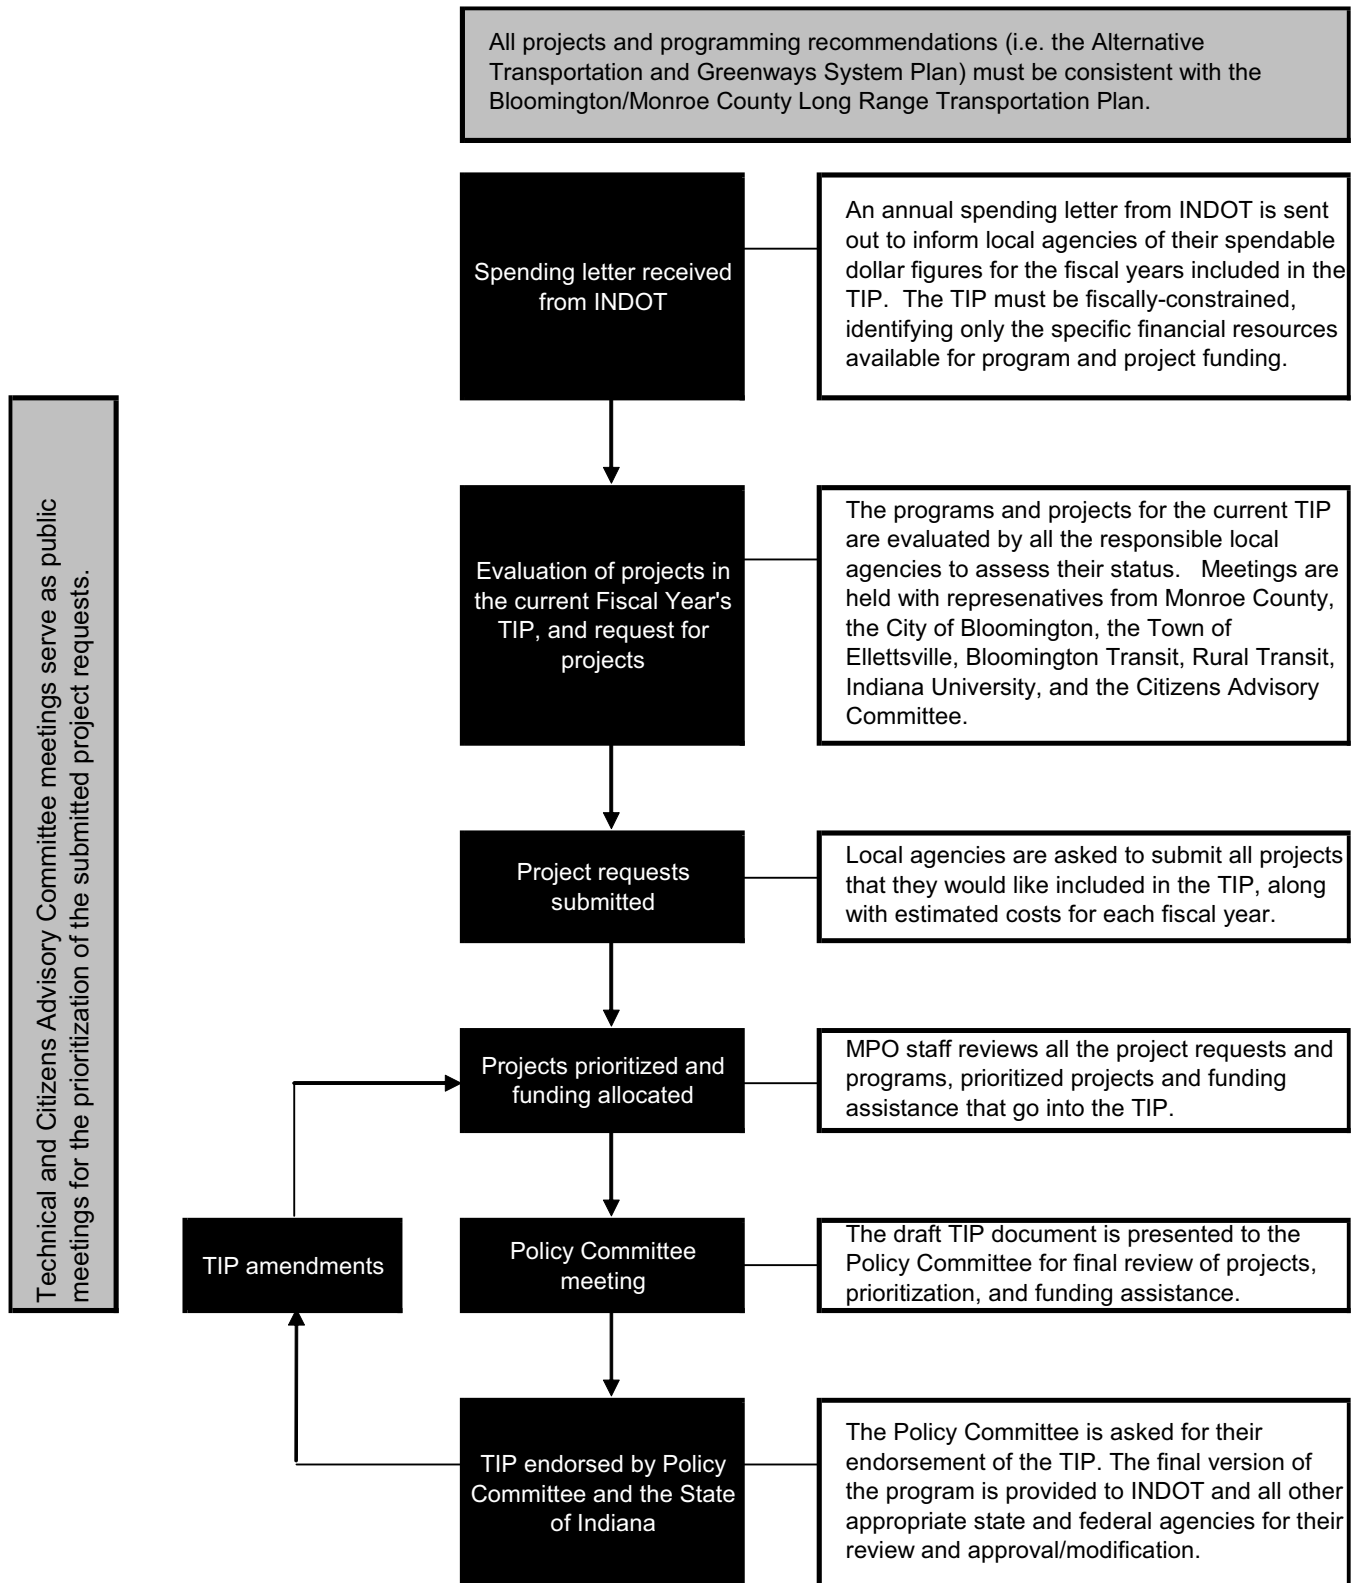 All projects and programming recommendations (i.e. the Alternative
Transportation and Greenways System Plan) must be consistent with the
Bloomington/Monroe County Long Range Transportation Plan.
Spending letter received
from INDOT
An annual spending letter from INDOT is sent
out to inform local agencies of their spendable
dollar figures for the fiscal years included in the
TIP.  The TIP must be fiscally-constrained,
identifying only the specific financial resources
available for program and project funding.
Technical and Citizens Advisory Committee meetings serve as public
meetings for the prioritization of the submitted project requests.
Evaluation of projects in
the current Fiscal Year's
TIP, and request for
projects
The programs and projects for the current TIP
are evaluated by all the responsible local
agencies to assess their status.   Meetings are
held with represenatives from Monroe County,
the City of Bloomington, the Town of
Ellettsville, Bloomington Transit, Rural Transit,
Indiana University, and the Citizens Advisory
Committee.
Project requests
submitted
Local agencies are asked to submit all projects
that they would like included in the TIP, along
with estimated costs for each fiscal year.
Projects prioritized and
funding allocated
MPO staff reviews all the project requests and
programs, prioritized projects and funding
assistance that go into the TIP.
TIP amendments
Policy Committee
meeting
The draft TIP document is presented to the
Policy Committee for final review of projects,
prioritization, and funding assistance.
TIP endorsed by Policy
Committee and the State
of Indiana
The Policy Committee is asked for their
endorsement of the TIP. The final version of
the program is provided to INDOT and all other
appropriate state and federal agencies for their
review and approval/modification.